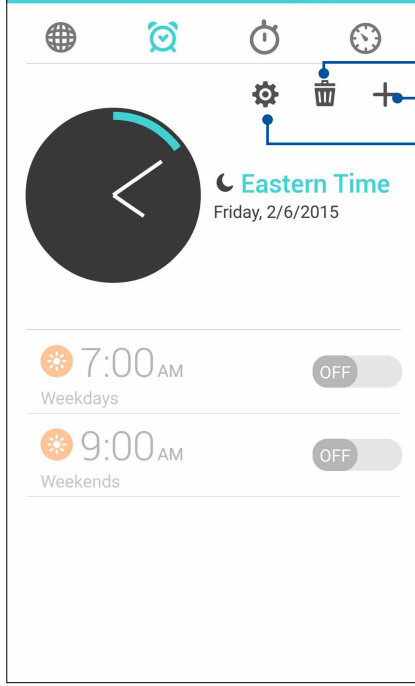 Eastern Time
Friday, 2/6/2015
7:00 AM
OFF
Weekdays
9:00 AM
OFF
Weekends